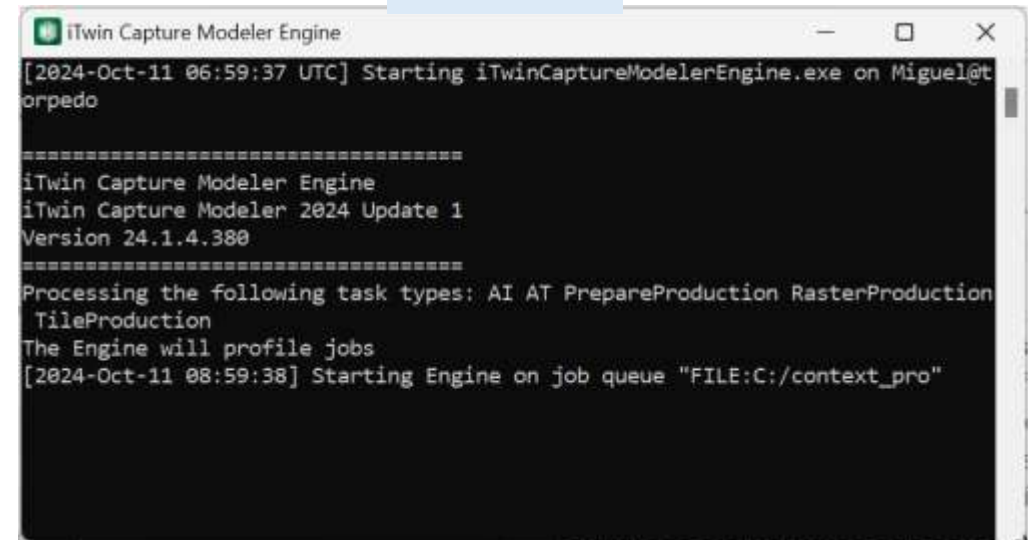 iTwin Capture Modeler Engine
[2024-Oct-11 06:59:37 UTC] Starting iTwinCaptureModelerEngine.exe on Miguel@t
orpedo
===================================
iTwin Capture Modeler Engine
iTwin Capture Modeler 2024 Update 1
Version 24.1.4.380
===================================
Processing the following task types: AI AT PrepareProduction RasterProduction
TileProduction
The Engine will profile jobs
[2024-Oct-11 08:59:38] Starting Engine on job queue "FILE:C:/context_pro"